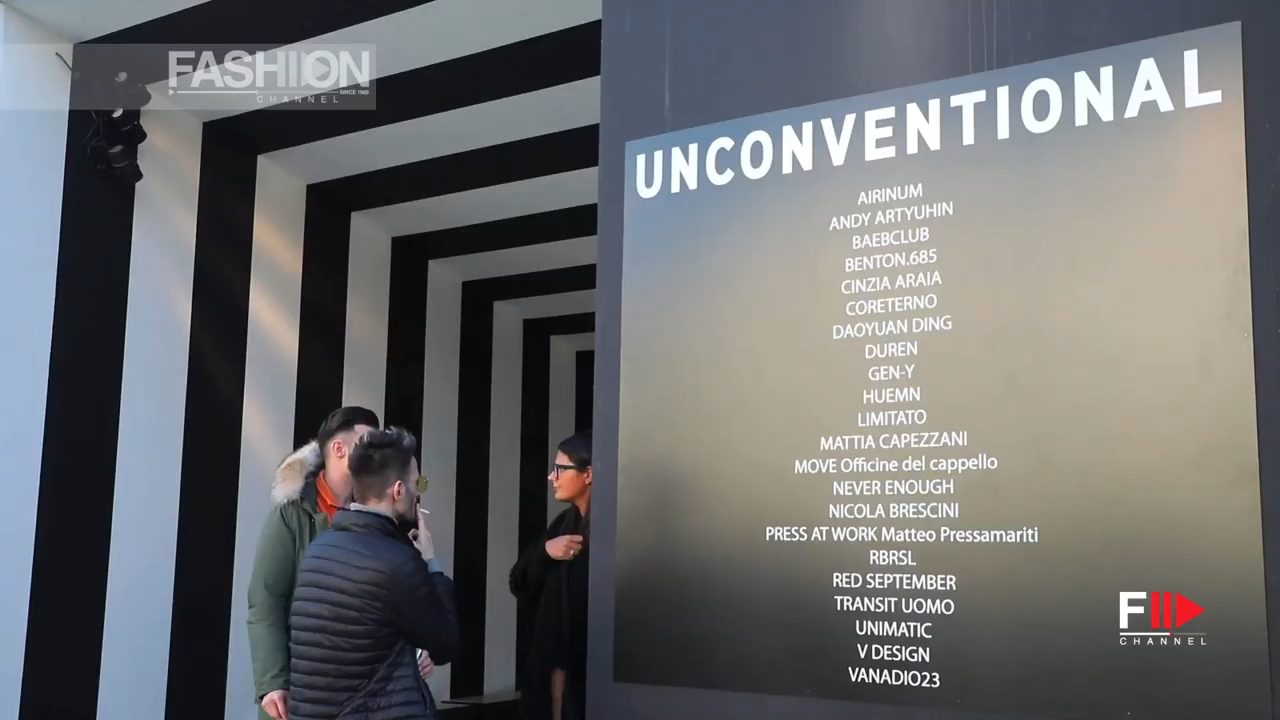 FASHION
SINCE 1982
CHANNEL
UNCONVENTIONAL
AIRINUM
ANDY ARTYUHIN
BAEBCLUB
BENTON.685
CINZIA ARAIA
CORETERNO
DAOYUAN DING
DUREN
GEN-Y
HUEMN
LIMITATO
MATTIA CAPEZZANI
MOVE Officine del cappello
NEVER ENOUGH
NICOLA BRESCINI
PRESS AT WORK Matteo Pressamariti
RBRSL
RED SEPTEMBER
TRANSIT UOMO
UNIMATIC
V DESIGN
VANADIO23
F
CHANNEL